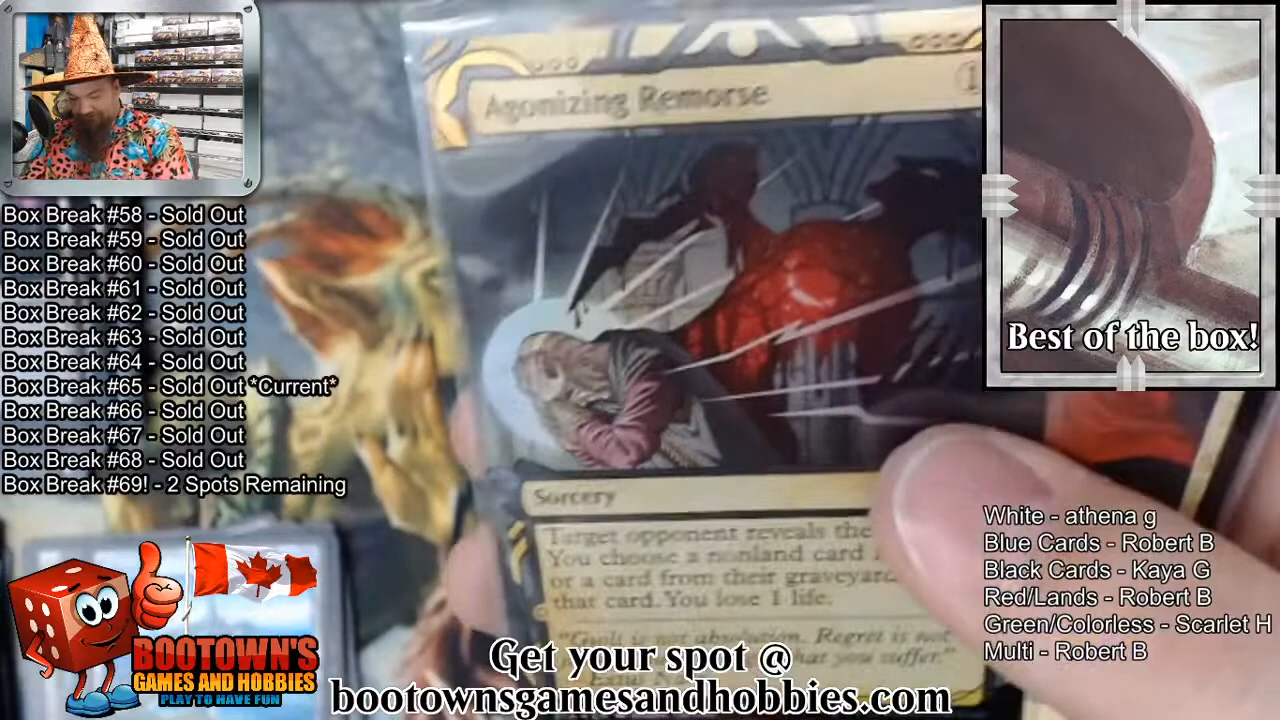 Agonizing Remorse
1
Sorcery
Target opponent reveals the
You choose a nonland card
or a card from their graveyard.
that card. You lose 1 life.
"Guilt is not absolution. Regret is not
what you suffer."
Box Break #58 - Sold Out
Box Break #59 - Sold Out
Box Break #60 - Sold Out
Box Break #61 - Sold Out
Box Break #62 - Sold Out
Box Break #63 - Sold Out
Box Break #64 - Sold Out
Box Break #65 - Sold Out *Current*
Box Break #66 - Sold Out
Box Break #67 - Sold Out
Box Break #68 - Sold Out
Box Break #69! - 2 Spots Remaining
Best of the box!
White - athena g
Blue Cards - Robert B
Black Cards - Kaya G
Red/Lands - Robert B
Green/Colorless - Scarlet H
Multi - Robert B
BOOTOWN'S
GAMES AND HOBBIES
PLAY TO HAVE FUN
Get your spot @
bootownsgamesandhobbies.com